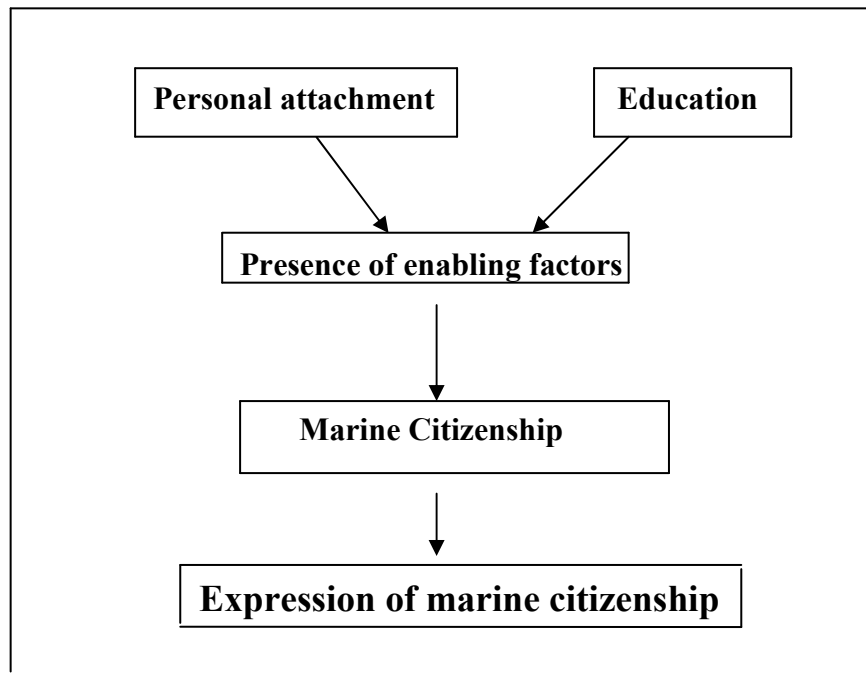 Personal attachment
Education
Presence of enabling factors
Marine Citizenship
Expression of marine citizenship